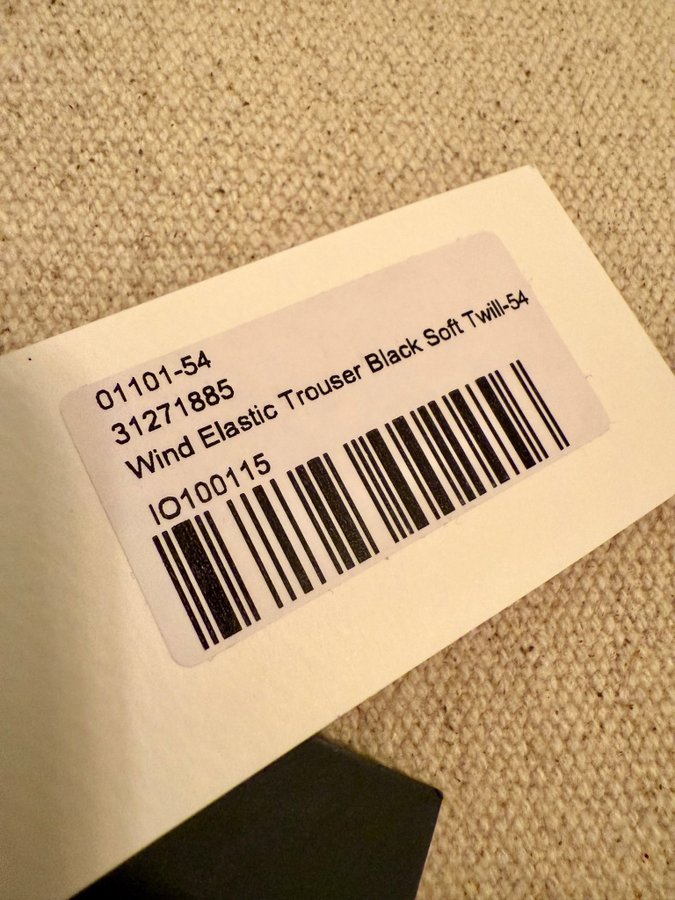 01101-54
31271885
Wind Elastic Trouser Black Soft Twill-54
IO100115